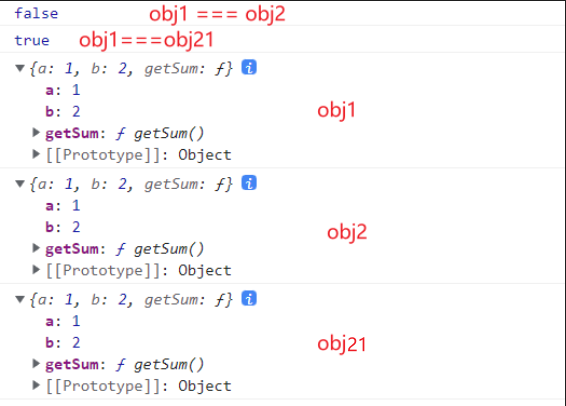 false obj1 === obj2
true obj1===obj21
▼{a: 1, b: 2, getSum: ƒ} i
a: 1
b: 2
obj1
▶ getSum: ƒ getSum()
▶ [[Prototype]]: Object
▼{a: 1, b: 2, getSum: ƒ} i
a: 1
b: 2
obj2
▶ getSum: ƒ getSum()
▶ [[Prototype]]: Object
▼{a: 1, b: 2, getSum: ƒ} i
a: 1
b: 2
obj21
▶ getSum: ƒ getSum()
▶ [[Prototype]]: Object